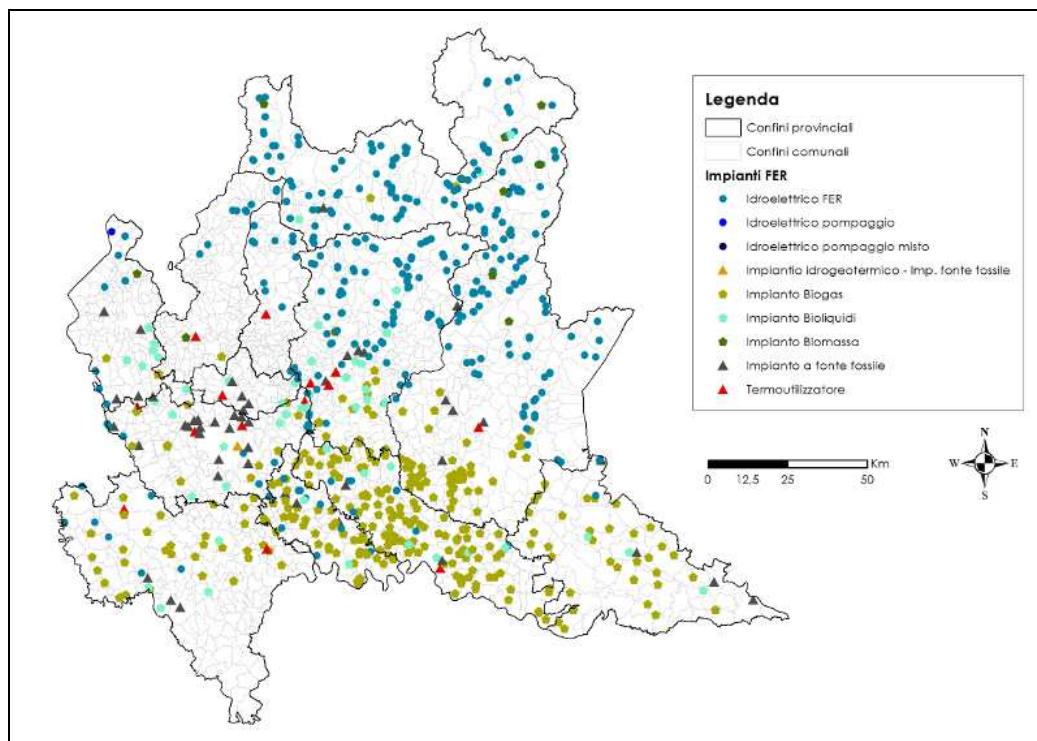 Legenda
Confini provinciali
Confini comunali
Impianti FER
Idroelettrico FER
Idroelettrico pompaggio
Idroelettrico pompaggio misto
Impiantio idrogeotermico - Imp. fonte fossile
Impianto Biogas
Impianto Bioliquidi
Impianto Biomassa
Impianto a fonte fossile
Termoutilizzatore
N
W E
S
Km
0 12,5 25 50